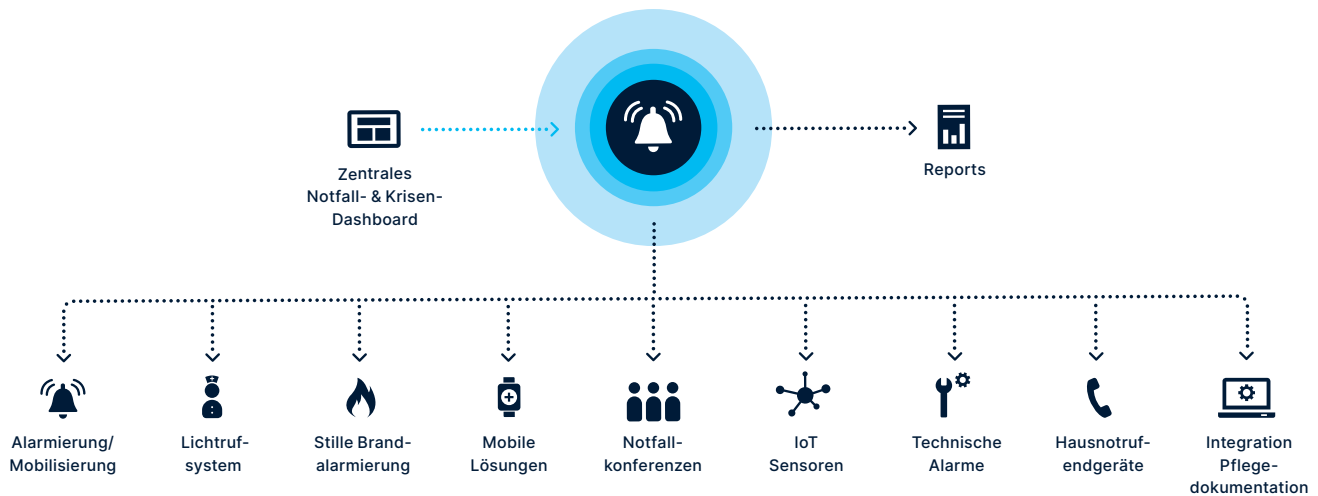 Zentrales
Notfall- & Krisen-
Dashboard
Reports
Alarmierung/
Mobilisierung
Lichtruf-
system
Stille Brand-
alarmierung
Mobile
Lösungen
Notfall-
konferenzen
IoT
Sensoren
Technische
Alarme
Hausnotruf-
endgeräte
Integration
Pflege-
dokumentation